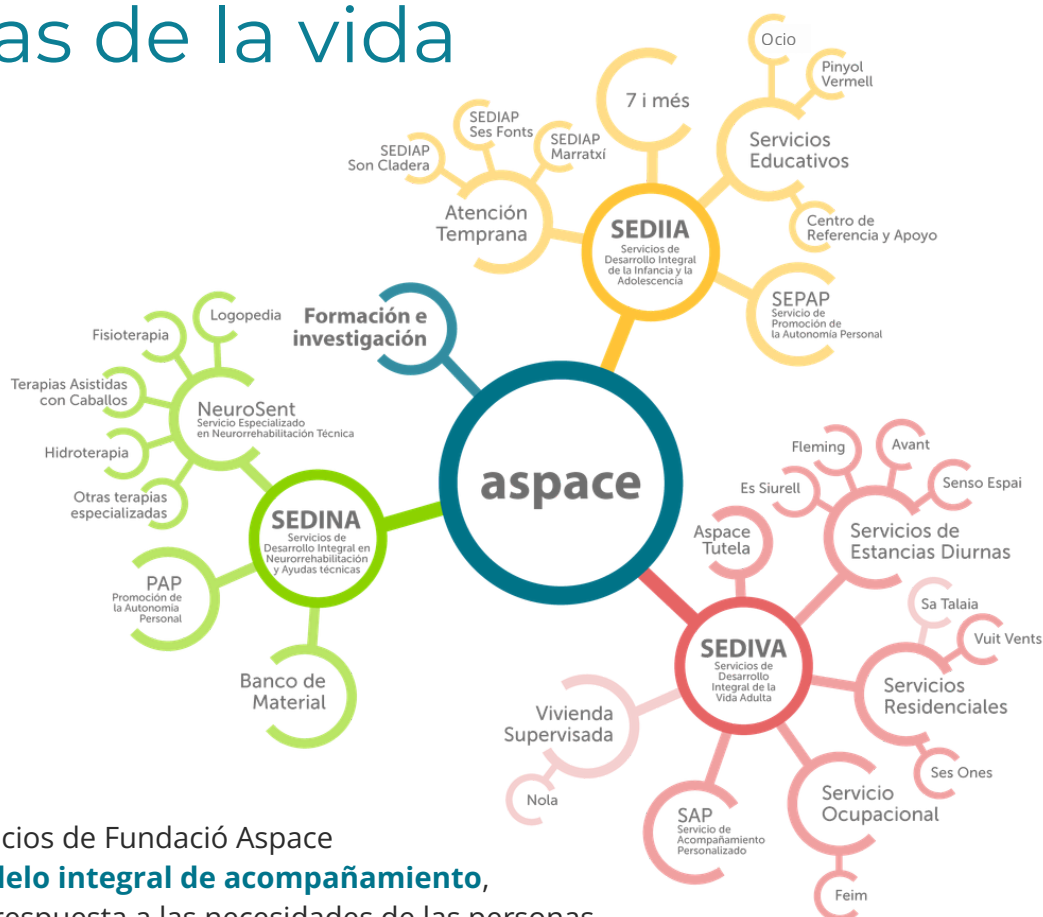 as de la vida
Ocio
Pinyol
Vermell
7 i més
SEDIAP
Ses Fonts
SEDIAP
Marratxí
SEDIAP
Son Cladera
Servicios
Educativos
Atención
Temprana
SEDIIA
Servicios de
Desarrollo Integral
de la Infancia y la
Adolescencia
Centro de
Referencia y Apoyo
SEPAP
Servicio de
Promoción de
la Autonomía Personal
Formación e
investigación
Logopedia
Fisioterapia
Terapias Asistidas
con Caballos
NeuroSent
Servicio Especializado
en Neurorrehabilitación Técnica
Hidroterapia
Otras terapias
especializadas
SEDINA
Servicios de
Desarrollo Integral en
Neurorrehabilitación
y Ayudas técnicas
PAP
Promoción de
la Autonomía
Personal
Banco de
Material
aspace
Fleming
Avant
Es Siurell
Senso Espai
Aspace
Tutela
Servicios de
Estancias Diurnas
Sa Talaia
Vuit Vents
SEDIVA
Servicios de
Desarrollo
Integral de la
Vida Adulta
Servicios
Residenciales
Ses Ones
Vivienda
Supervisada
Nola
SAP
Servicio de
Acompañamiento
Personalizado
Servicio
Ocupacional
Feim
cios de Fundació Aspace
delo integral de acompañamiento,
respuesta a las necesidades de las personas